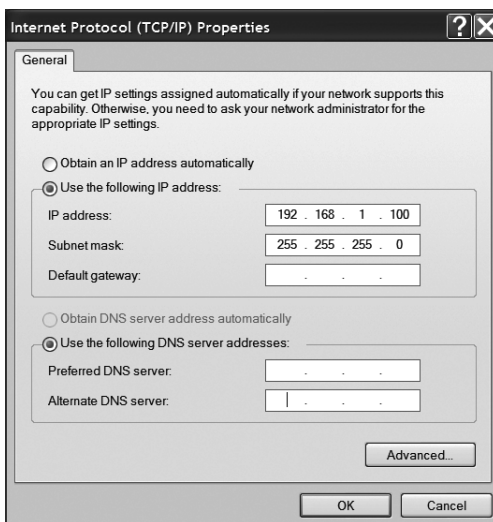 Internet Protocol (TCP/IP) Properties
General
You can get IP settings assigned automatically if your network supports this
capability. Otherwise, you need to ask your network administrator for the
appropriate IP settings.
Obtain an IP address automatically
Use the following IP address:
IP address: 192 . 168 . 1 . 100
Subnet mask: 255 . 255 . 255 . 0
Default gateway: . . .
Obtain DNS server address automatically
Use the following DNS server addresses:
Preferred DNS server: . . .
Alternate DNS server: . . .
Advanced...
OK Cancel